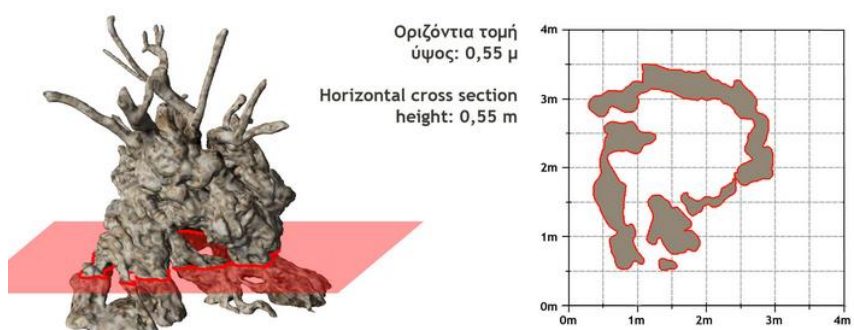 Οριζόντια τομή
ύψος: 0,55 μ
Horizontal cross section
height: 0,55 m
4m
3m
2m
1m
0m
0m 1m 2m 3m 4m